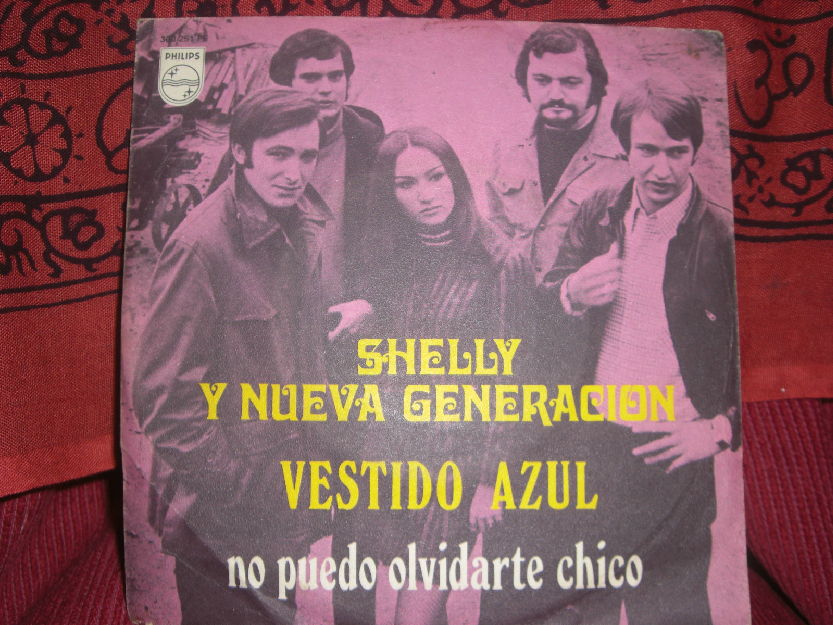 PHILIPS
SHELLY
Y NUEVA GENERACION
VESTIDO AZUL
no puedo olvidarte chico